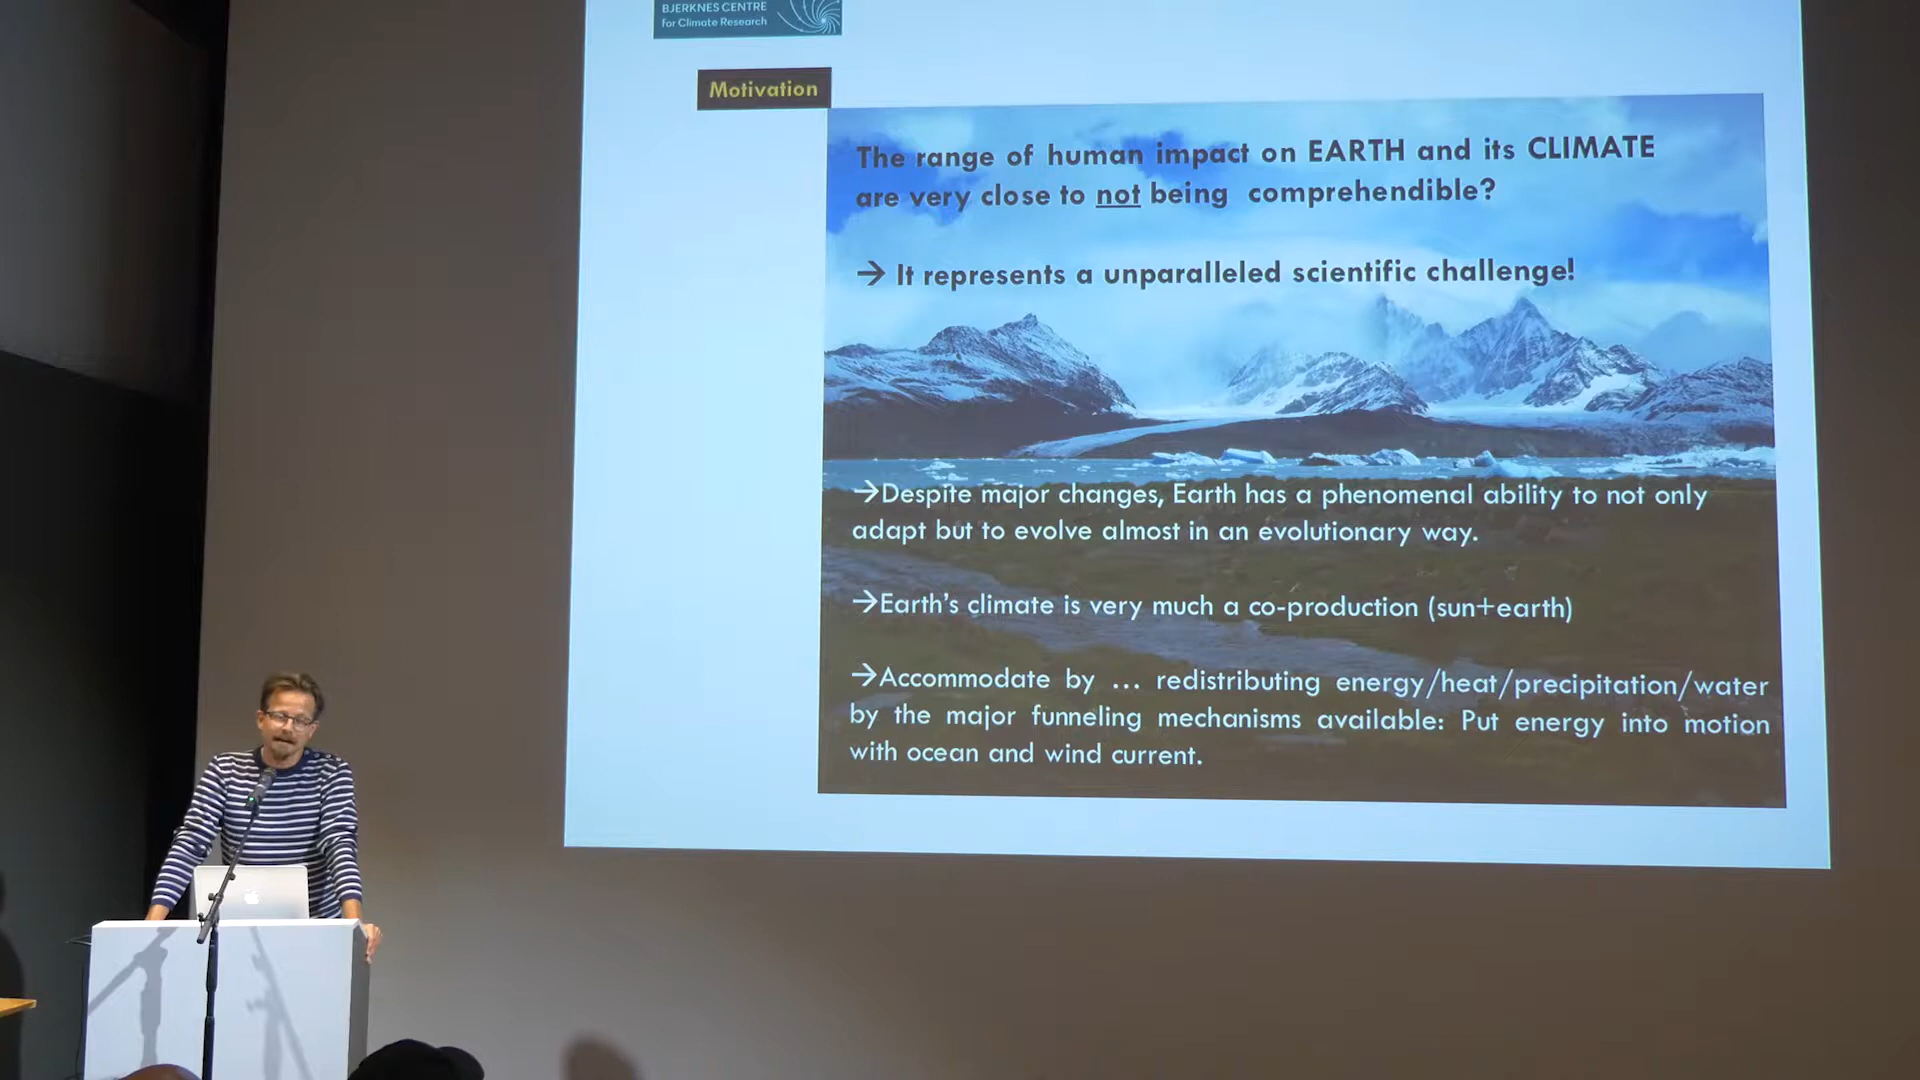 BJERKNES CENTRE
for Climate Research
Motivation
The range of human impact on EARTH and its CLIMATE
are very close to not being comprehendible?
→ It represents a unparalleled scientific challenge!
→Despite major changes, Earth has a phenomenal ability to not only
adapt but to evolve almost in an evolutionary way.
→Earth's climate is very much a co-production (sun+earth)
→Accommodate by ... redistributing energy/heat/precipitation/water
by the major funneling mechanisms available: Put energy into motion
with ocean and wind current.